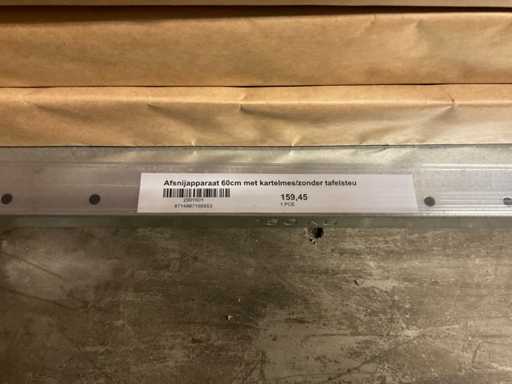 Afsnijapparaat 60cm met kartelmes/zonder tafelsteu
159,45
1 PCE